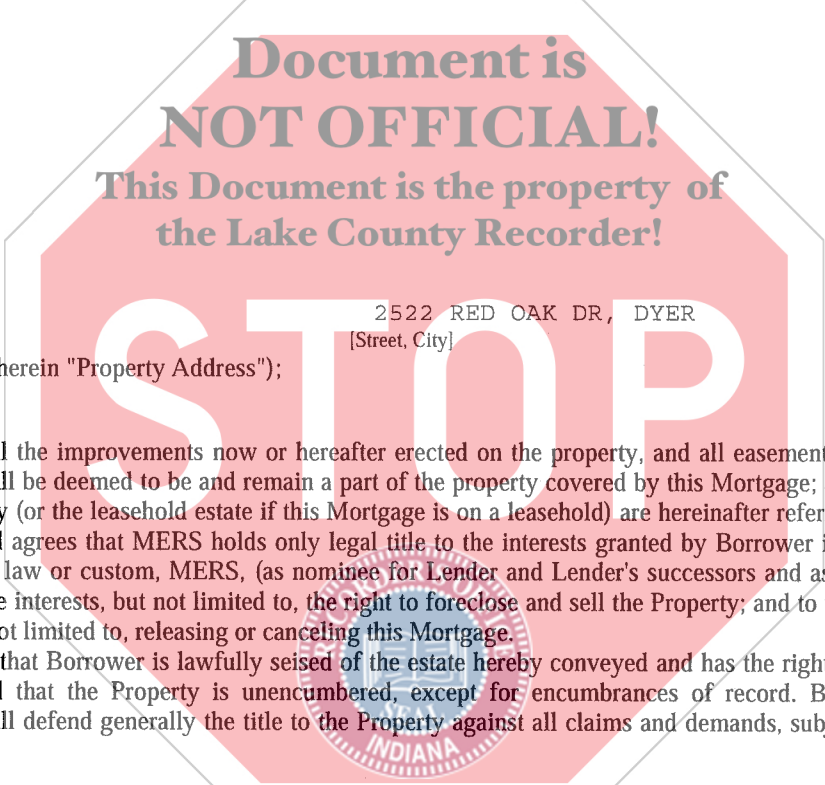 Document is
NOT OFFICIAL!
This Document is the property of
the Lake County Recorder!
STOP
2522 RED OAK DR, DYER
[Street, City]
herein "Property Address");
l the improvements now or hereafter erected on the property, and all easement
ll be deemed to be and remain a part of the property covered by this Mortgage;
y (or the leasehold estate if this Mortgage is on a leasehold) are hereinafter refer
l agrees that MERS holds only legal title to the interests granted by Borrower i
law or custom, MERS, (as nominee for Lender and Lender's successors and as
e interests, but not limited to, the right to foreclose and sell the Property; and to
ot limited to, releasing or canceling this Mortgage.
that Borrower is lawfully seised of the estate hereby conveyed and has the right
l that the Property is unencumbered, except for encumbrances of record. B
ll defend generally the title to the Property against all claims and demands, subj
SEAL
INDIANA